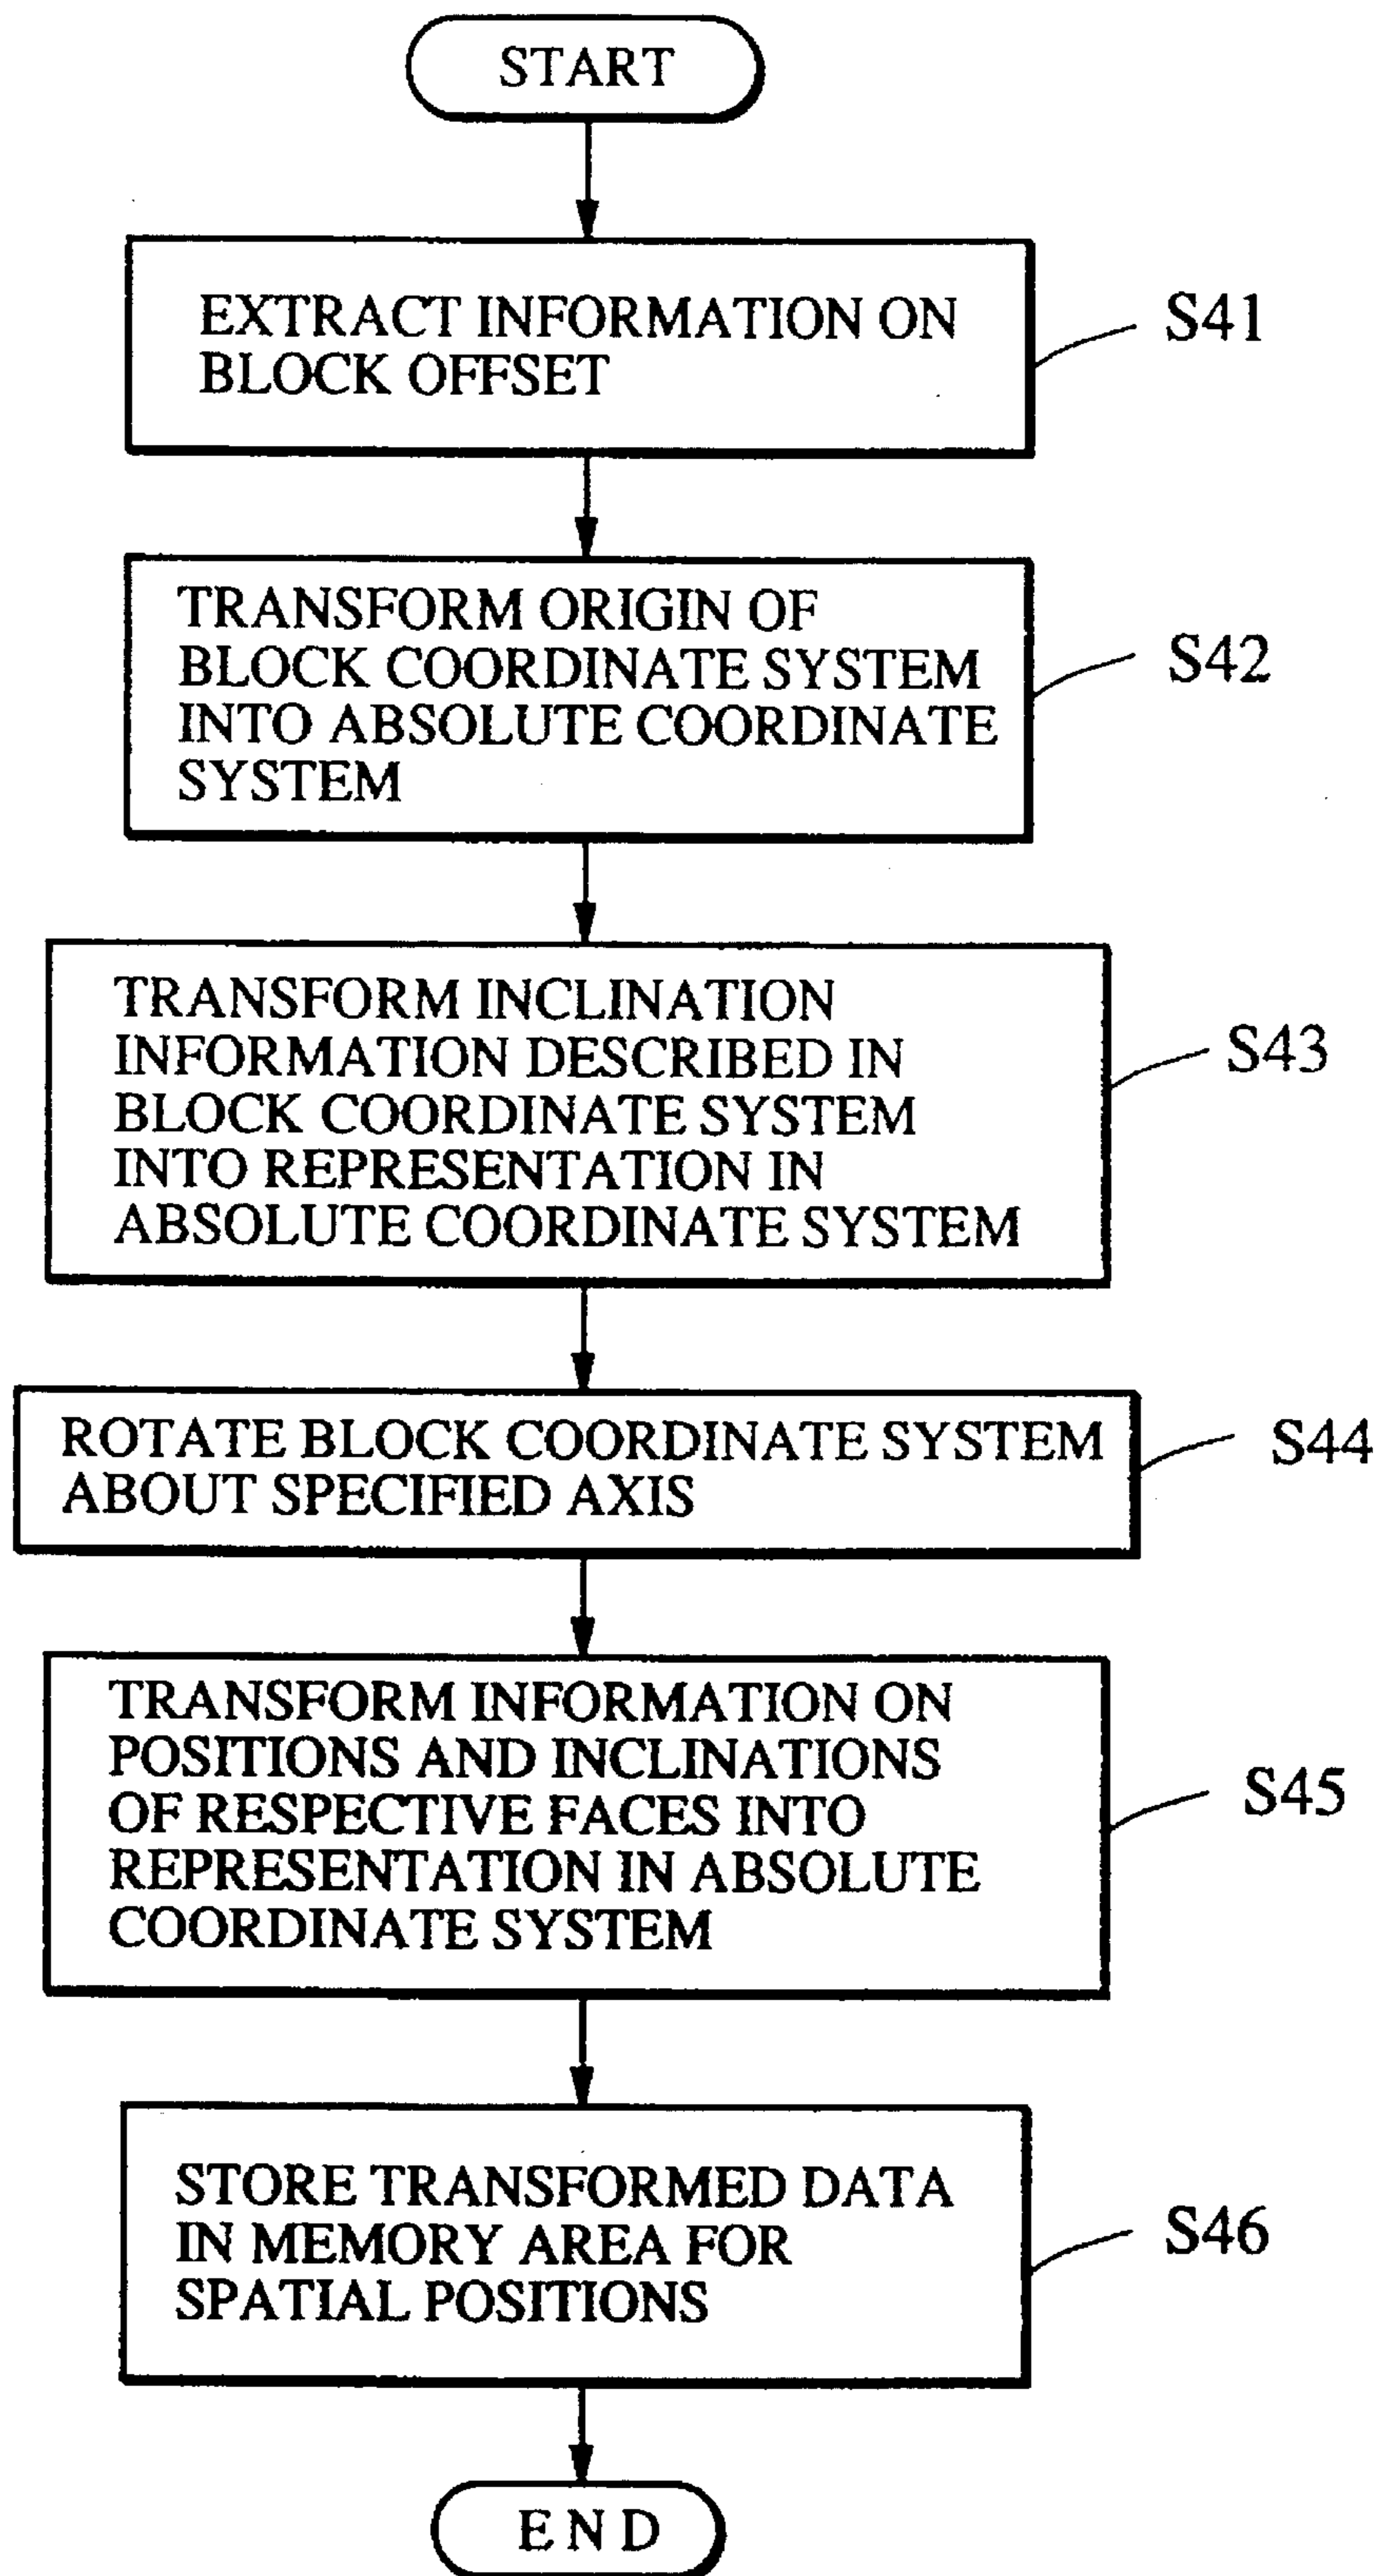 START
EXTRACT INFORMATION ON
BLOCK OFFSET
S41
TRANSFORM ORIGIN OF
BLOCK COORDINATE SYSTEM
INTO ABSOLUTE COORDINATE
SYSTEM
S42
TRANSFORM INCLINATION
INFORMATION DESCRIBED IN
BLOCK COORDINATE SYSTEM
INTO REPRESENTATION IN
ABSOLUTE COORDINATE SYSTEM
S43
ROTATE BLOCK COORDINATE SYSTEM
ABOUT SPECIFIED AXIS
S44
TRANSFORM INFORMATION ON
POSITIONS AND INCLINATIONS
OF RESPECTIVE FACES INTO
REPRESENTATION IN ABSOLUTE
COORDINATE SYSTEM
S45
STORE TRANSFORMED DATA
IN MEMORY AREA FOR
SPATIAL POSITIONS
S46
END